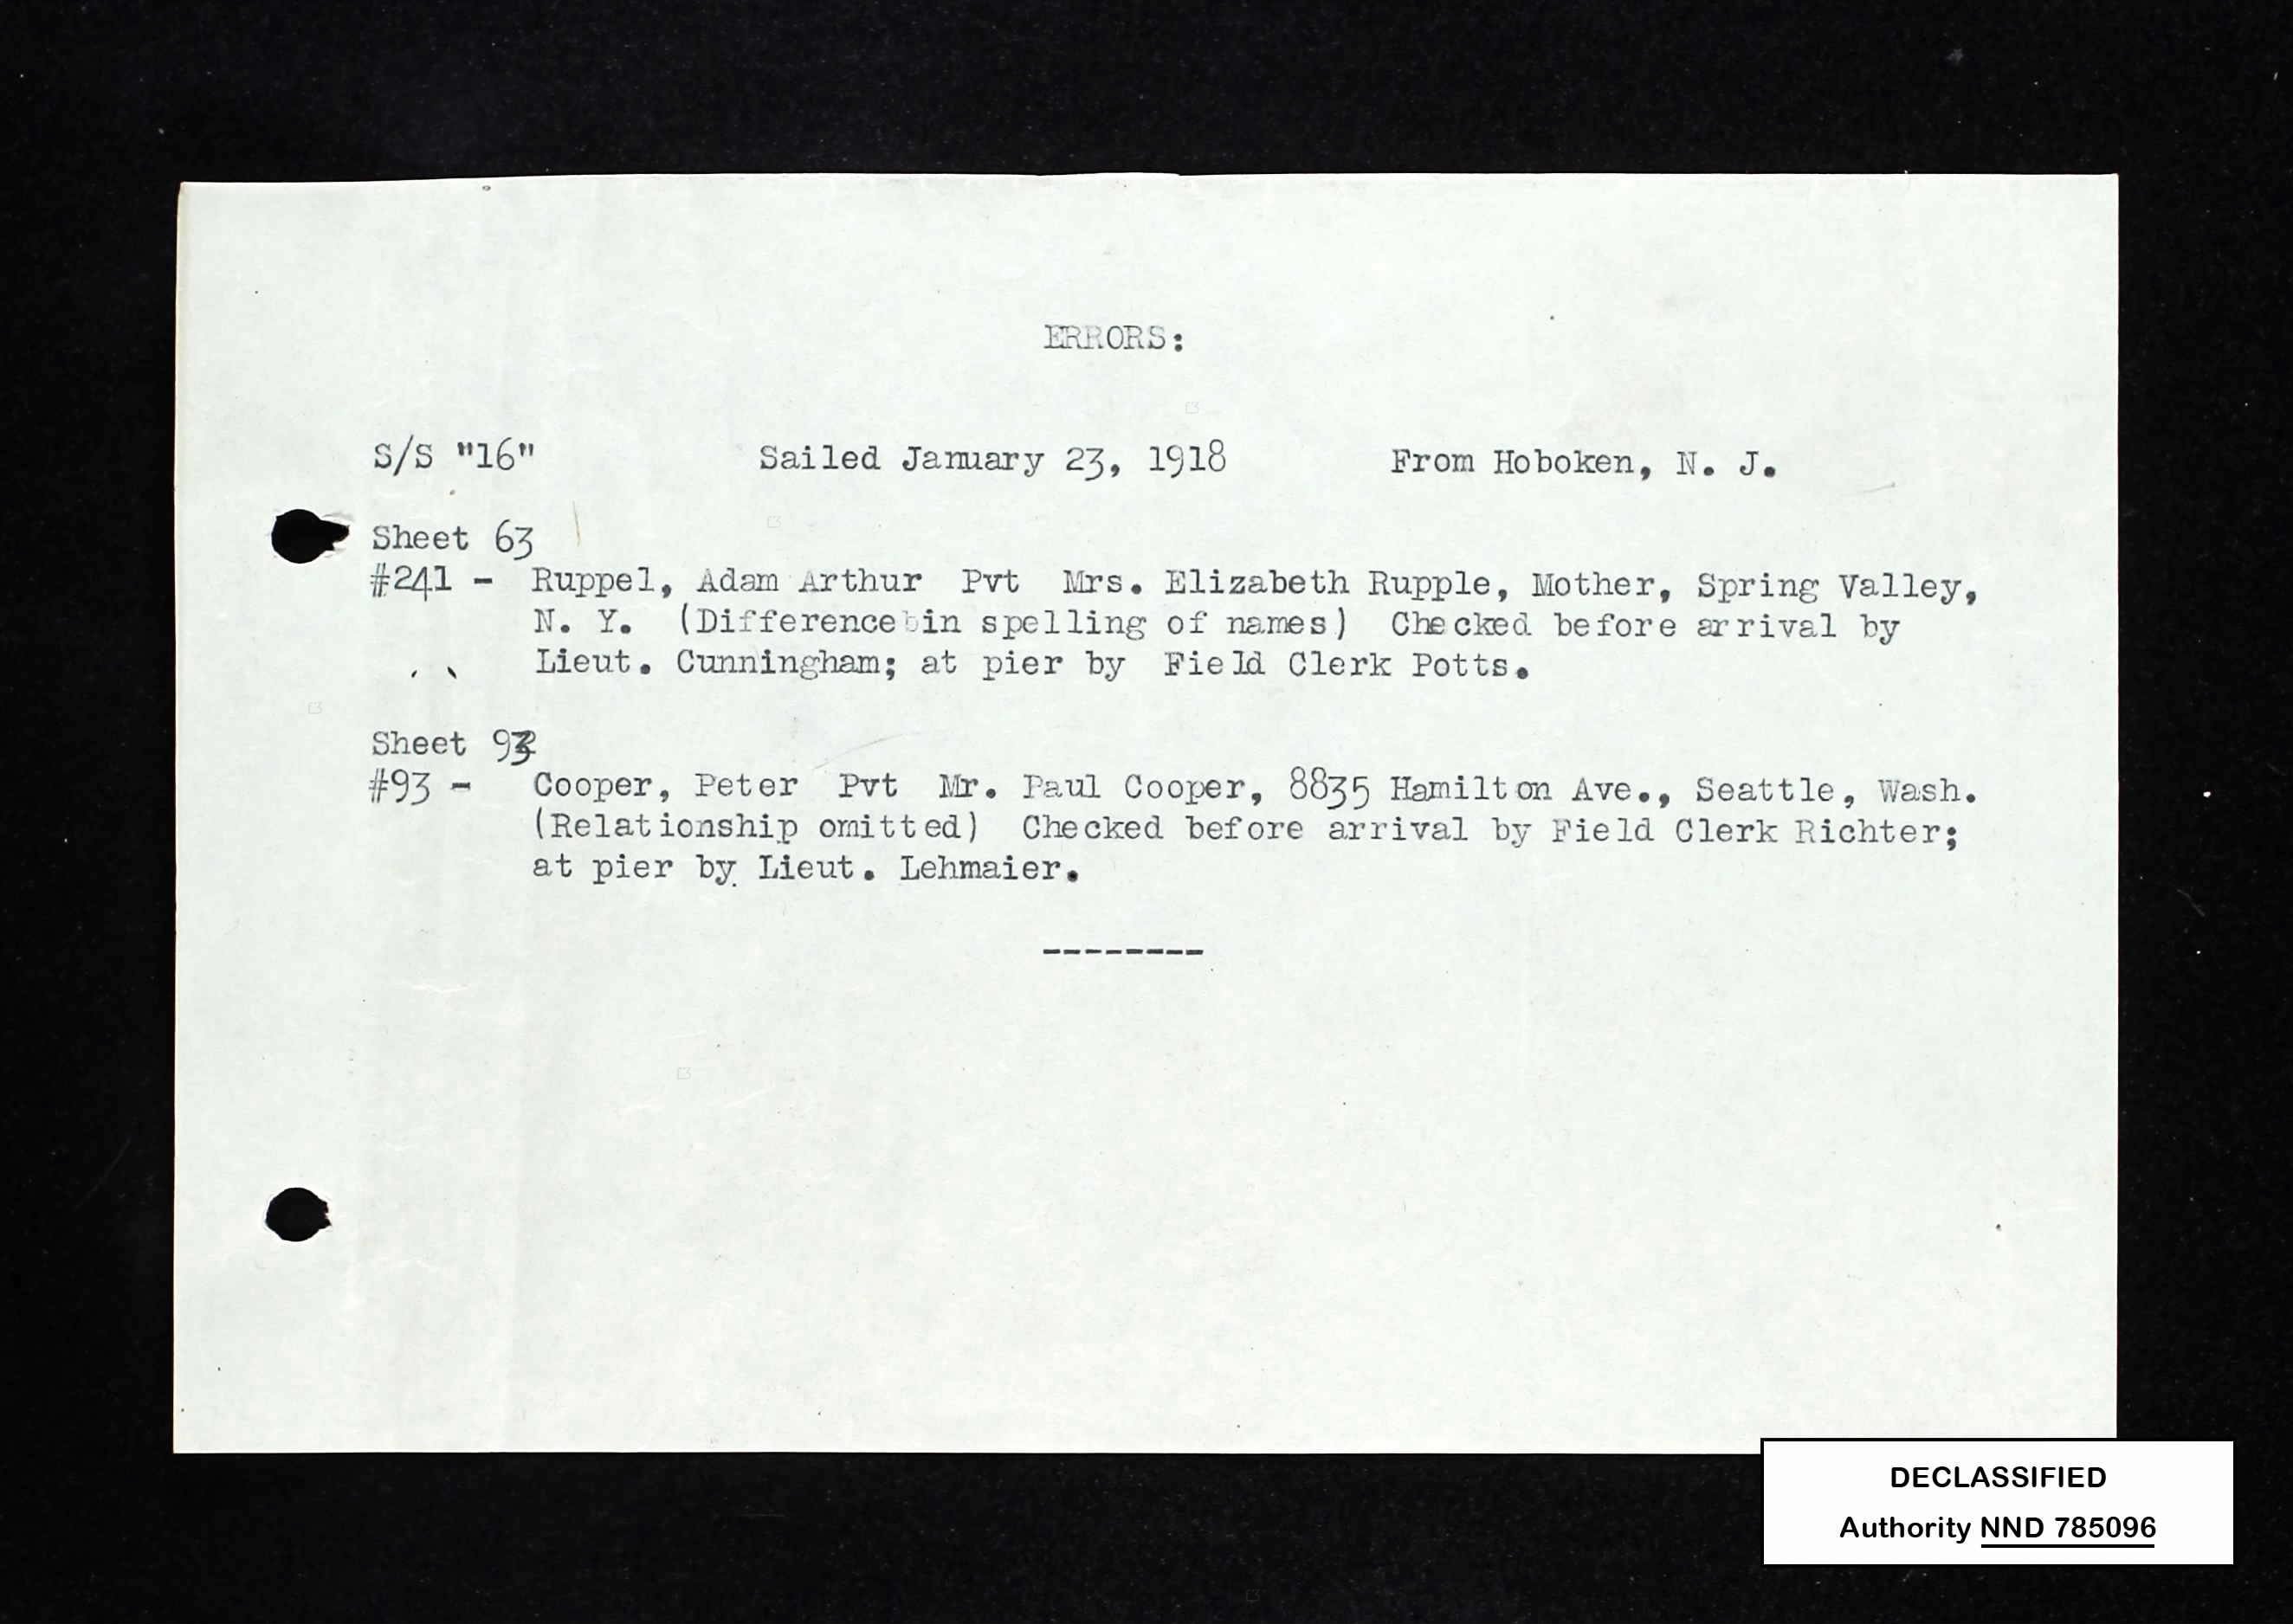 ERRORS:
S/S "16" Sailed January 23, 1918 From Hoboken, N. J.
Sheet 63
#241 - Ruppel, Adam Arthur Pvt Mrs. Elizabeth Rupple, Mother, Spring Valley,
N. Y. (Difference in spelling of names) Checked before arrival by
Lieut. Cunningham; at pier by Field Clerk Potts.
Sheet
#93 - Cooper, Peter Pvt Mr. Paul Cooper, 8835 Hamilton Ave., Seattle, Wash.
(Relationship omitted) Checked before arrival by Field Clerk Richter;
at pier by Lieut. Lehmaier.
--------
DECLASSIFIED
Authority NND 785096